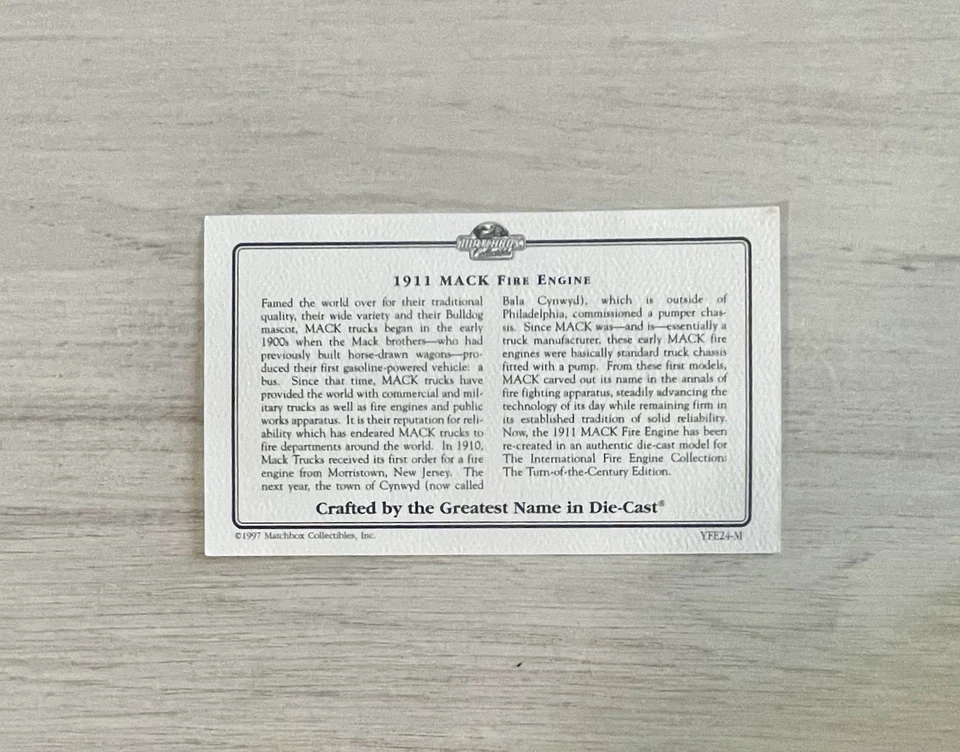 MATCHBOX
Collectibles
1911 MACK FIRE ENGINE
Famed the world over for their traditional
quality, their wide variety and their Bulldog
mascot, MACK trucks began in the early
1900s when the Mack brothers—who had
previously built horse-drawn wagons—pro-
duced their first gasoline-powered vehicle: a
bus. Since that time, MACK trucks have
provided the world with commercial and mil-
itary trucks as well as fire engines and public
works apparatus. It is their reputation for reli-
ability which has endeared MACK trucks to
fire departments around the world. In 1910,
Mack Trucks received its first order for a fire
engine from Morristown, New Jersey. The
next year, the town of Cynwyd (now called
Bala Cynwyd), which is outside of
Philadelphia, commissioned a pumper chas-
sis. Since MACK was—and is—essentially a
truck manufacturer, these early MACK fire
engines were basically standard truck chassis
fitted with a pump. From these first models,
MACK carved out its name in the annals of
fire fighting apparatus, steadily advancing the
technology of its day while remaining firm in
its established tradition of solid reliability.
Now, the 1911 MACK Fire Engine has been
re-created in an authentic die-cast model for
The International Fire Engine Collection:
The Turn-of-the-Century Edition.
Crafted by the Greatest Name in Die-Cast®
©1997 Matchbox Collectibles, Inc.
YFE24-M